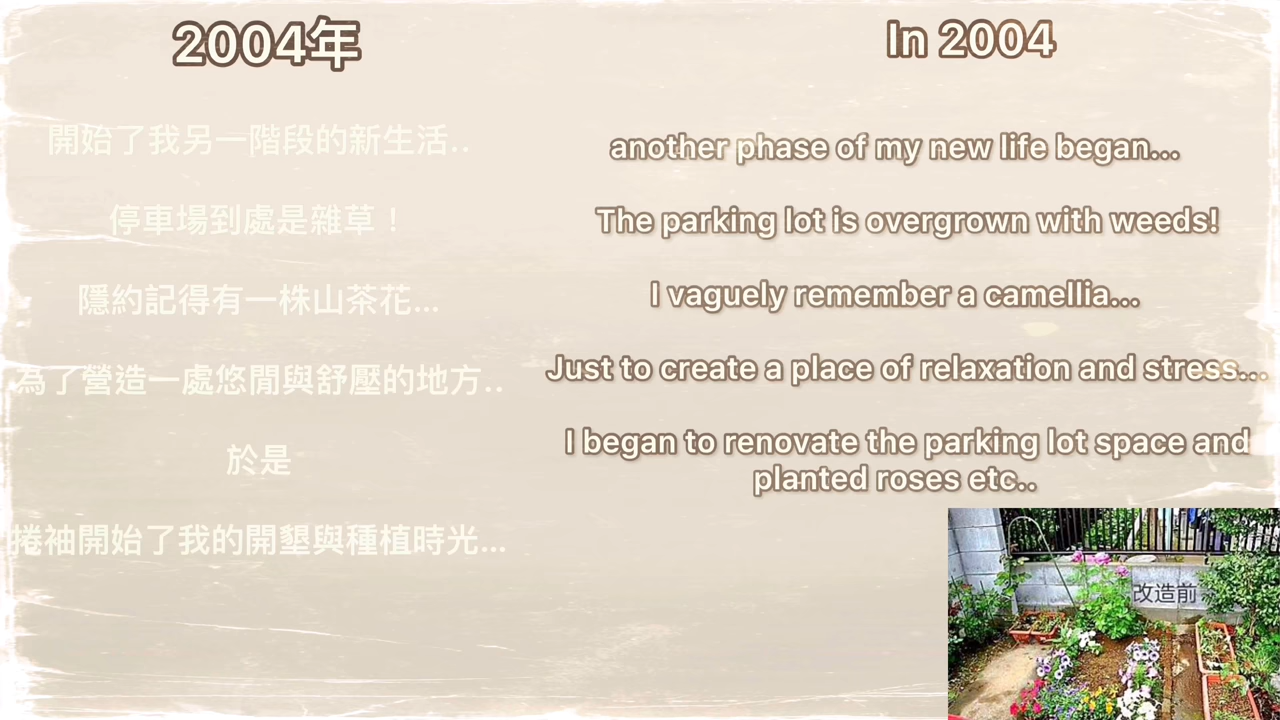 2004年
開始了我另一階段的新生活..
停車場到處是雜草！
隱約記得有一株山茶花...
為了營造一處悠閒與舒壓的地方..
於是
捲袖開始了我的開墾與種植時光...
In 2004
another phase of my new life began...
The parking lot is overgrown with weeds!
I vaguely remember a camellia...
Just to create a place of relaxation and stress...
I began to renovate the parking lot space and
planted roses etc..
改造前